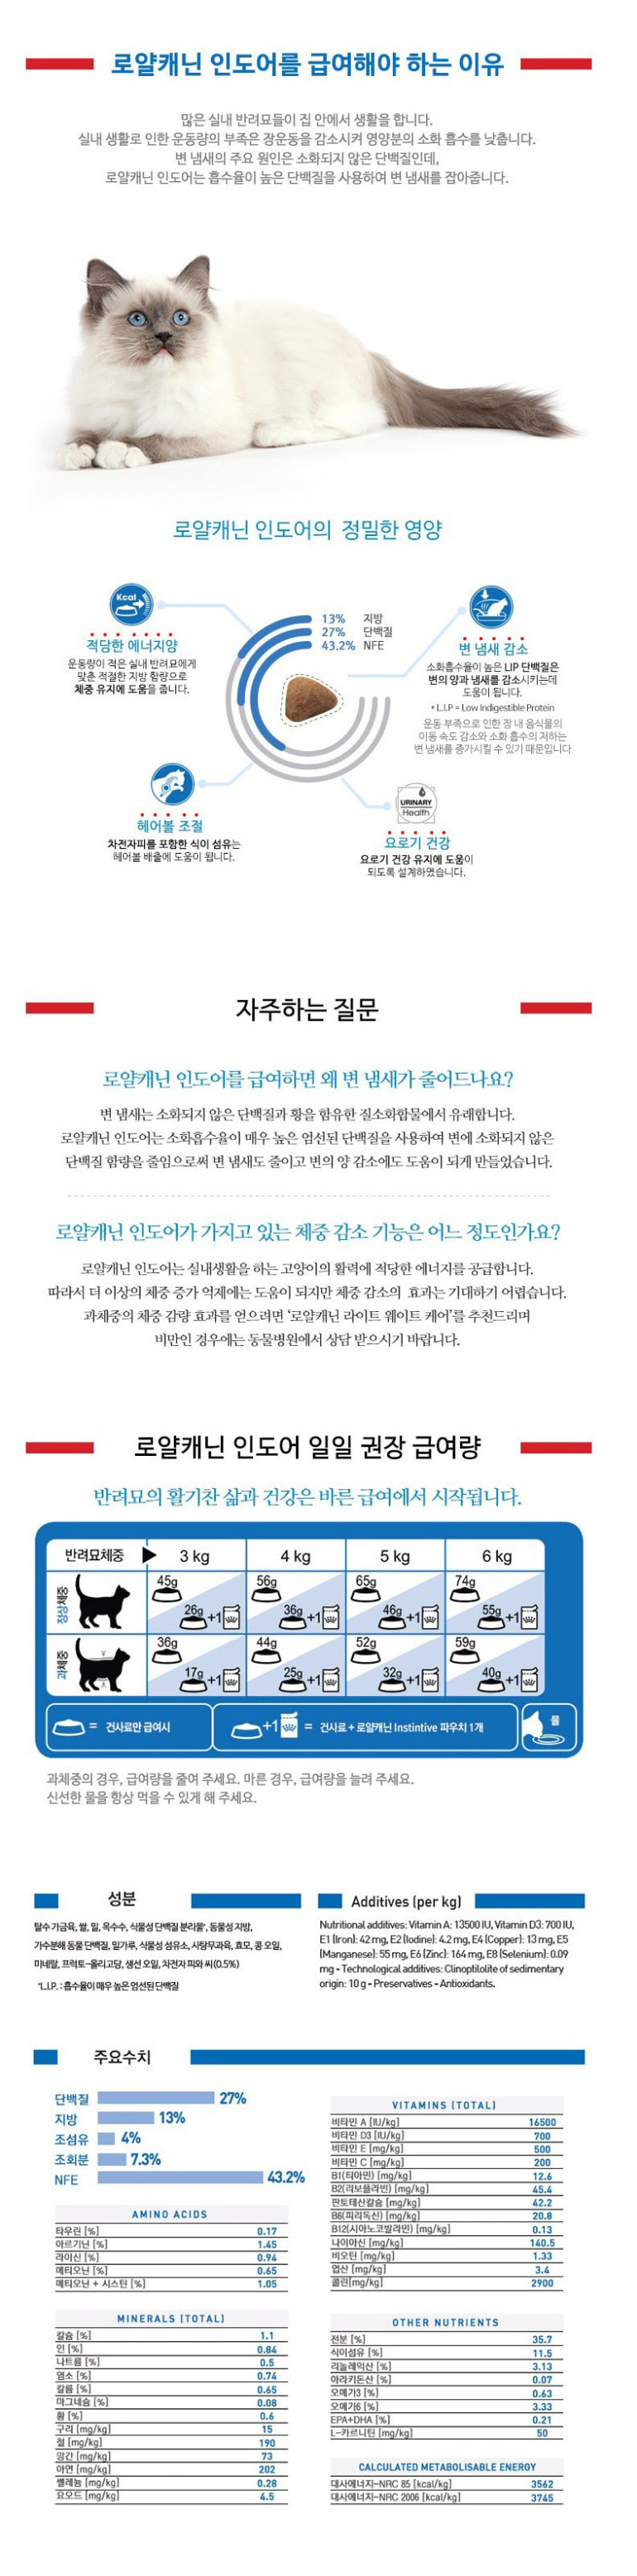 로얄캐닌 인도어를 급여해야 하는 이유
많은 실내 반려묘들이 집 안에서 생활을 합니다.
실내 생활로 인한 운동량의 부족은 장운동을 감소시켜 영양분의 소화 흡수를 낮춥니다.
변 냄새의 주요 원인은 소화되지 않은 단백질인데,
로얄캐닌 인도어는 흡수율이 높은 단백질을 사용하여 변 냄새를 잡아줍니다.
로얄캐닌 인도어의 정밀한 영양
Kcal
13% 지방
27% 단백질
43.2% NFE
적당한 에너지양
운동량이 적은 실내 반려묘에게
맞춘 적절한 지방 함량으로
체중 유지에 도움을 줍니다.
변 냄새 감소
소화흡수율이 높은 LIP 단백질은
변의 양과 냄새를 감소시키는데
도움이 됩니다.
* L.I.P = Low Indigestible Protein
운동 부족으로 인한 장 내 음식물의
이동 속도 감소와 소화 흡수의 저하는
변 냄새를 증가시킬 수 있기 때문입니다
헤어볼 조절
차전자피를 포함한 식이 섬유는
헤어볼 배출에 도움이 됩니다.
URINARY
Health
요로기 건강
요로기 건강 유지에 도움이
되도록 설계하였습니다.
자주하는 질문
로얄캐닌 인도어를 급여하면 왜 변 냄새가 줄어드나요?
변 냄새는 소화되지 않은 단백질과 황을 함유한 질소화합물에서 유래합니다.
로얄캐닌 인도어는 소화흡수율이 매우 높은 엄선된 단백질을 사용하여 변에 소화되지 않은
단백질 함량을 줄임으로써 변 냄새도 줄이고 변의 양 감소에도 도움이 되게 만들었습니다.
로얄캐닌 인도어가 가지고 있는 체중 감소 기능은 어느 정도인가요?
로얄캐닌 인도어는 실내생활을 하는 고양이의 활력에 적당한 에너지를 공급합니다.
따라서 더 이상의 체중 증가 억제에는 도움이 되지만 체중 감소의 효과는 기대하기 어렵습니다.
과체중의 체중 감량 효과를 얻으려면 '로얄캐닌 라이트 웨이트 케어'를 추천드리며
비만인 경우에는 동물병원에서 상담 받으시기 바랍니다.
로얄캐닌 인도어 일일 권장 급여량
반려묘의 활기찬 삶과 건강은 바른 급여에서 시작됩니다.
반려묘체중 ▶ 3 kg 4 kg 5 kg 6 kg
정상체중
45g 56g 65g 74g
26g +1 36g +1 46g +1 55g +1
과체중
36g 44g 52g 59g
17g +1 25g +1 32g +1 40g +1
= 건사료만 급여시
+1 = 건사료 + 로얄캐닌 Instinctive 파우치 1개
물
과체중의 경우, 급여량을 줄여 주세요. 마른 경우, 급여량을 늘려 주세요.
신선한 물을 항상 먹을 수 있게 해 주세요.
성분
탈수 가금육, 쌀, 밀, 옥수수, 식물성 단백질 분리물*, 동물성 지방,
가수분해 동물 단백질, 밀가루, 식물성 섬유소, 사탕무과육, 효모, 콩 오일,
미네랄, 프럭토-올리고당, 생선 오일, 차전자 피와 씨(0.5%)
*L.I.P. : 흡수율이 매우 높은 엄선된 단백질
Additives (per kg)
Nutritional additives: Vitamin A: 13500 IU, Vitamin D3: 700 IU,
E1 (Iron): 42 mg, E2 (Iodine): 4.2 mg, E4 (Copper): 13 mg, E5
(Manganese): 55 mg, E6 (Zinc): 164 mg, E8 (Selenium): 0.09
mg - Technological additives: Clinoptilolite of sedimentary
origin: 10 g - Preservatives - Antioxidants.
주요수치
단백질 27%
지방 13%
조섬유 4%
조회분 7.3%
NFE 43.2%
AMINO ACIDS
타우린 [%] 0.17
아르기닌 [%] 1.45
라이신 [%] 0.94
메티오닌 [%] 0.65
메티오닌 + 시스틴 [%] 1.05
MINERALS (TOTAL)
칼슘 [%] 1.1
인 [%] 0.84
나트륨 [%] 0.5
염소 [%] 0.74
칼륨 [%] 0.65
마그네슘 [%] 0.08
황 [%] 0.6
구리 [mg/kg] 15
철 [mg/kg] 190
망간 [mg/kg] 73
아연 [mg/kg] 202
셀레늄 [mg/kg] 0.28
요오드 [mg/kg] 4.5
VITAMINS (TOTAL)
비타민 A [IU/kg] 16500
비타민 D3 [IU/kg] 700
비타민 E [mg/kg] 500
비타민 C [mg/kg] 200
B1(티아민) [mg/kg] 12.6
B2(리보플라빈) [mg/kg] 45.4
판토테산칼슘 [mg/kg] 42.2
B6(피리독신) [mg/kg] 20.8
B12(시아노코발라민) [mg/kg] 0.13
나이아신 [mg/kg] 140.5
비오틴 [mg/kg] 1.33
엽산 [mg/kg] 3.4
콜린[mg/kg] 2900
OTHER NUTRIENTS
전분 [%] 35.7
식이섬유 [%] 11.5
리놀레익산 [%] 3.13
아라키돈산 [%] 0.07
오메가3 [%] 0.63
오메가6 [%] 3.33
EPA+DHA [%] 0.21
L-카르니틴 [mg/kg] 50
CALCULATED METABOLISABLE ENERGY
대사에너지-NRC 85 [kcal/kg] 3562
대사에너지-NRC 2006 [kcal/kg] 3745